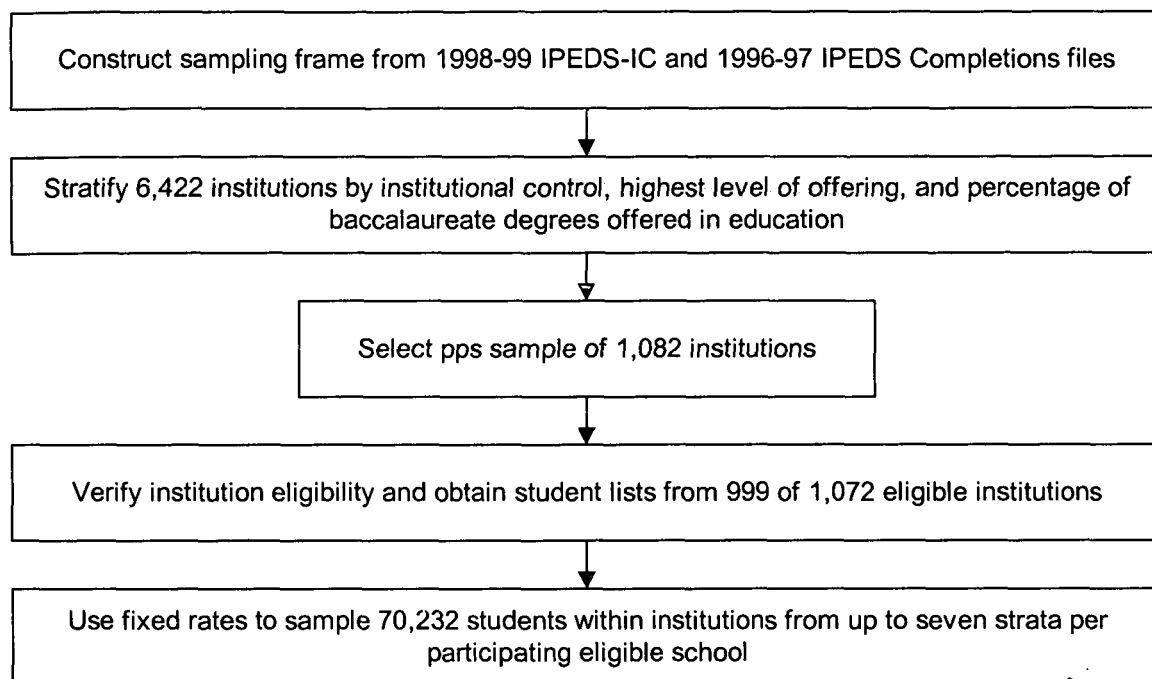 Construct sampling frame from 1998-99 IPEDS-IC and 1996-97 IPEDS Completions files
Stratify 6,422 institutions by institutional control, highest level of offering, and percentage of
baccalaureate degrees offered in education
Select pps sample of 1,082 institutions
Verify institution eligibility and obtain student lists from 999 of 1,072 eligible institutions
Use fixed rates to sample 70,232 students within institutions from up to seven strata per
participating eligible school